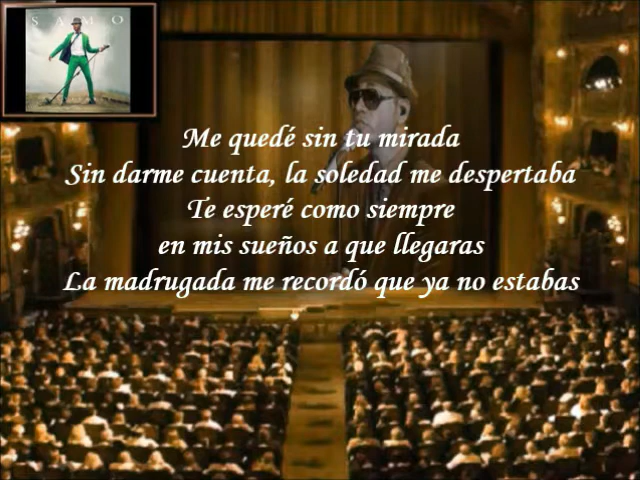 SAMO
Me quedé sin tu mirada
Sin darme cuenta, la soledad me despertaba
Te esperé como siempre
en mis sueños a que llegaras
La madrugada me recordó que ya no estabas